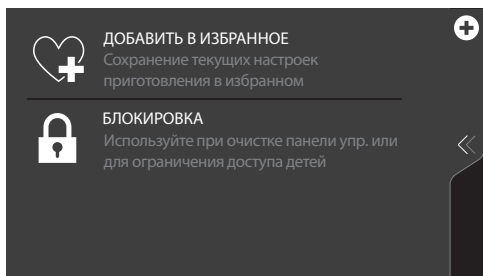 ДОБАВИТЬ В ИЗБРАННОЕ
Сохранение текущих настроек
приготовления в избранном
БЛОКИРОВКА
Используйте при очистке панели упр. или
для ограничения доступа детей